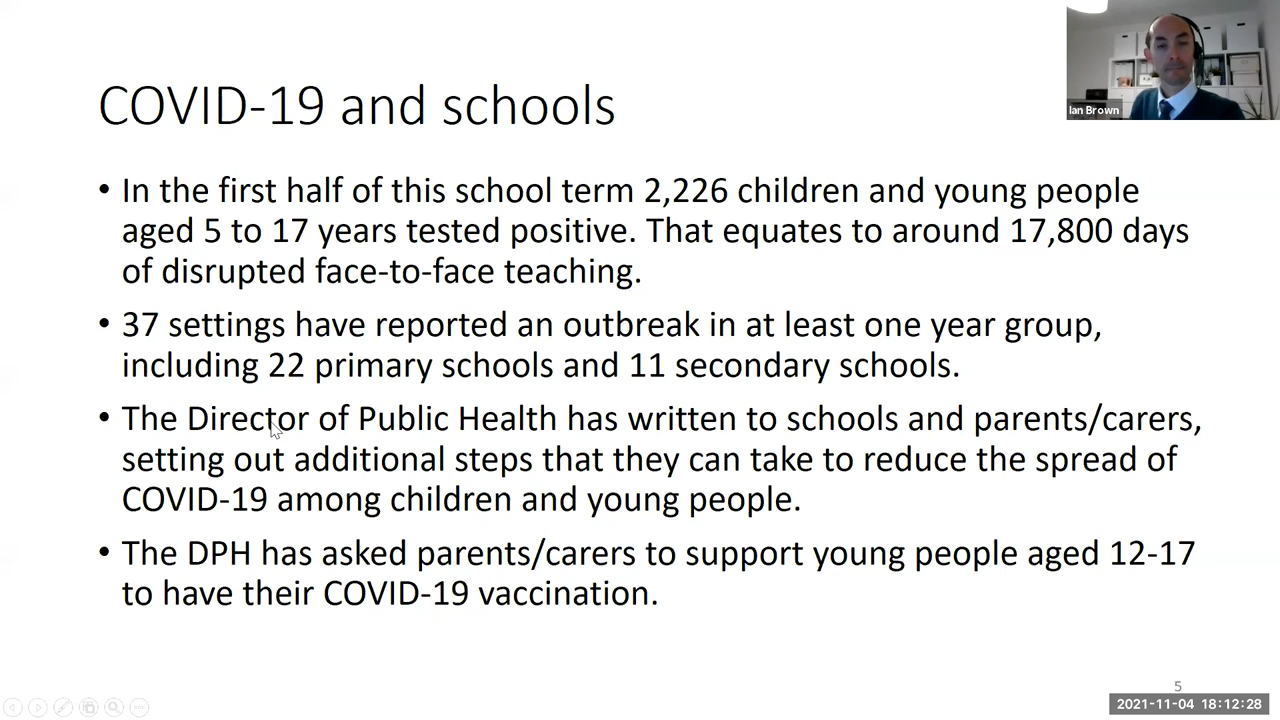 Ian Brown
COVID-19 and schools
• In the first half of this school term 2,226 children and young people
aged 5 to 17 years tested positive. That equates to around 17,800 days
of disrupted face-to-face teaching.
• 37 settings have reported an outbreak in at least one year group,
including 22 primary schools and 11 secondary schools.
• The Director of Public Health has written to schools and parents/carers,
setting out additional steps that they can take to reduce the spread of
COVID-19 among children and young people.
• The DPH has asked parents/carers to support young people aged 12-17
to have their COVID-19 vaccination.
5
2021-11-04 18:12:28